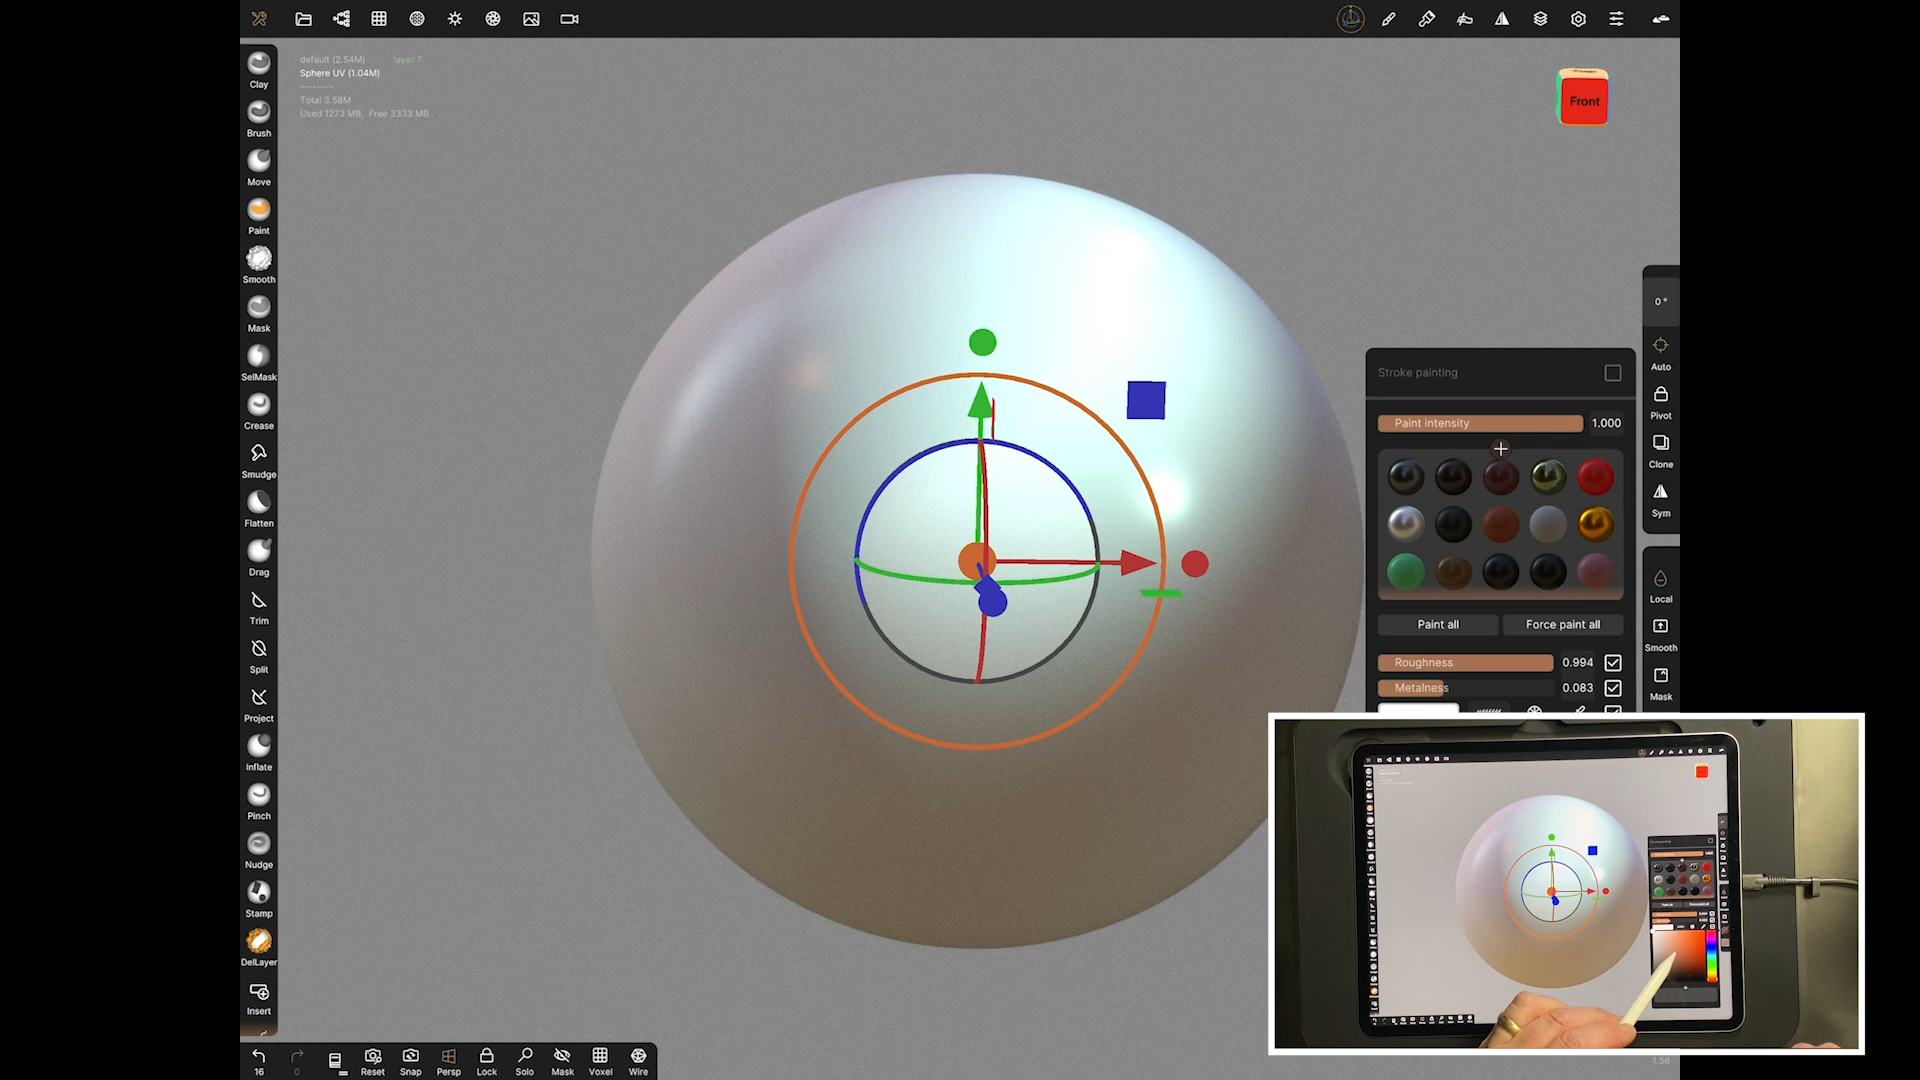 default (2.54M) layer 7
Sphere UV (1.04M)
--------
Total 3.58M
Used 1273 MB, Free 3333 MB
Front
Clay
Brush
Move
Paint
Smooth
Mask
SelMask
Crease
Smudge
Flatten
Drag
Trim
Split
Project
Inflate
Pinch
Nudge
Stamp
DelLayer
Insert
0°
Auto
Pivot
Clone
Sym
Local
Smooth
Mask
Stroke painting
Paint intensity 1.000
Paint all Force paint all
Roughness 0.994
Metalness 0.083
16 0 Reset Snap Persp Lock Solo Mask Voxel Wire
1.56